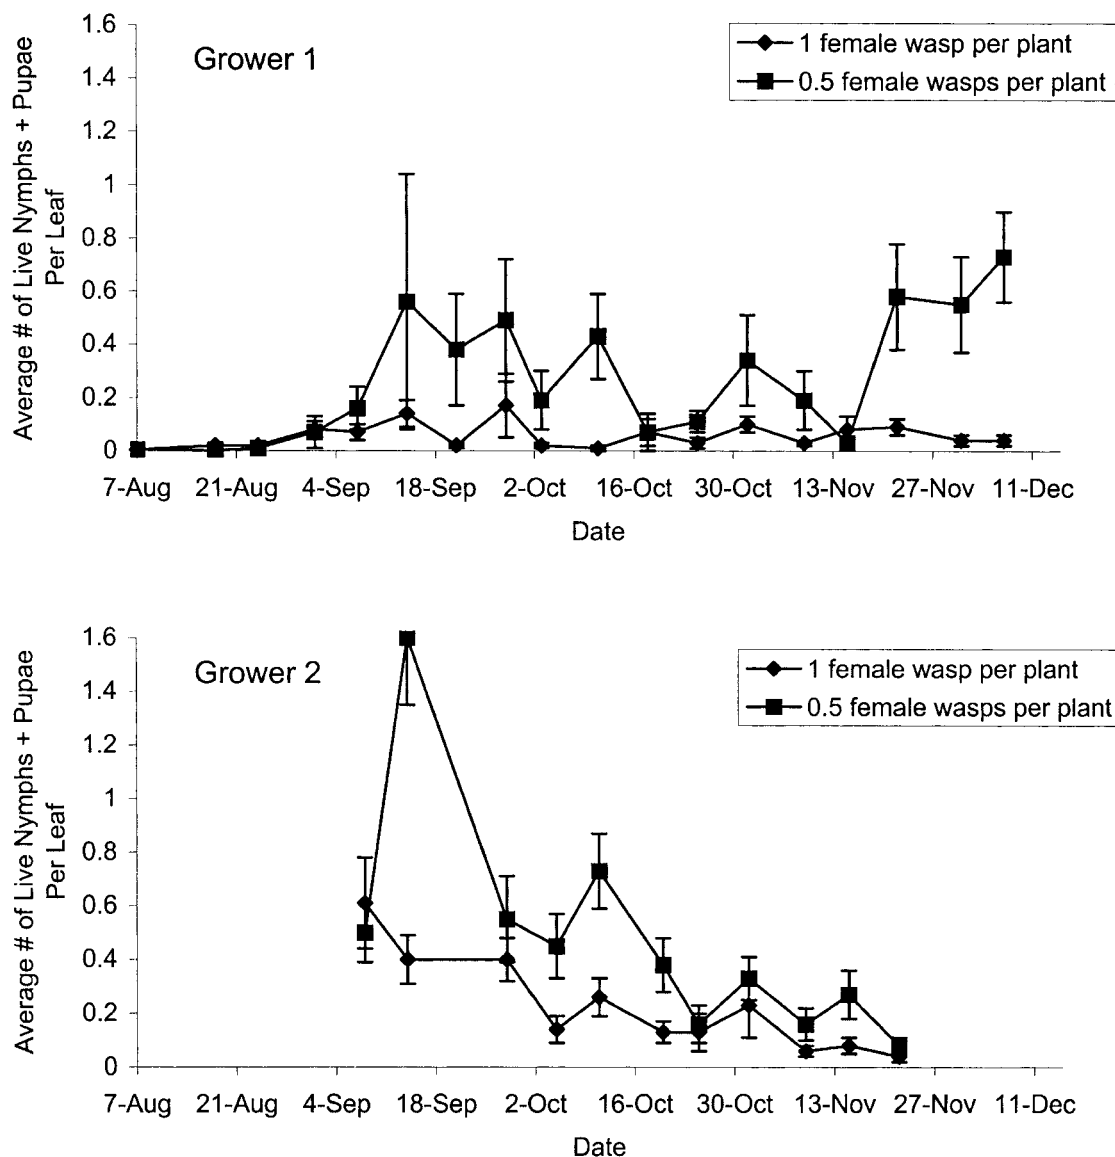 Grower 1
1 female wasp per plant
0.5 female wasps per plant
Average # of Live Nymphs + Pupae
Per Leaf
1.6
1.4
1.2
1
0.8
0.6
0.4
0.2
0
7-Aug 21-Aug 4-Sep 18-Sep 2-Oct 16-Oct 30-Oct 13-Nov 27-Nov 11-Dec
Date
Grower 2
1 female wasp per plant
0.5 female wasps per plant
Average # of Live Nymphs + Pupae
Per Leaf
1.6
1.4
1.2
1
0.8
0.6
0.4
0.2
0
7-Aug 21-Aug 4-Sep 18-Sep 2-Oct 16-Oct 30-Oct 13-Nov 27-Nov 11-Dec
Date